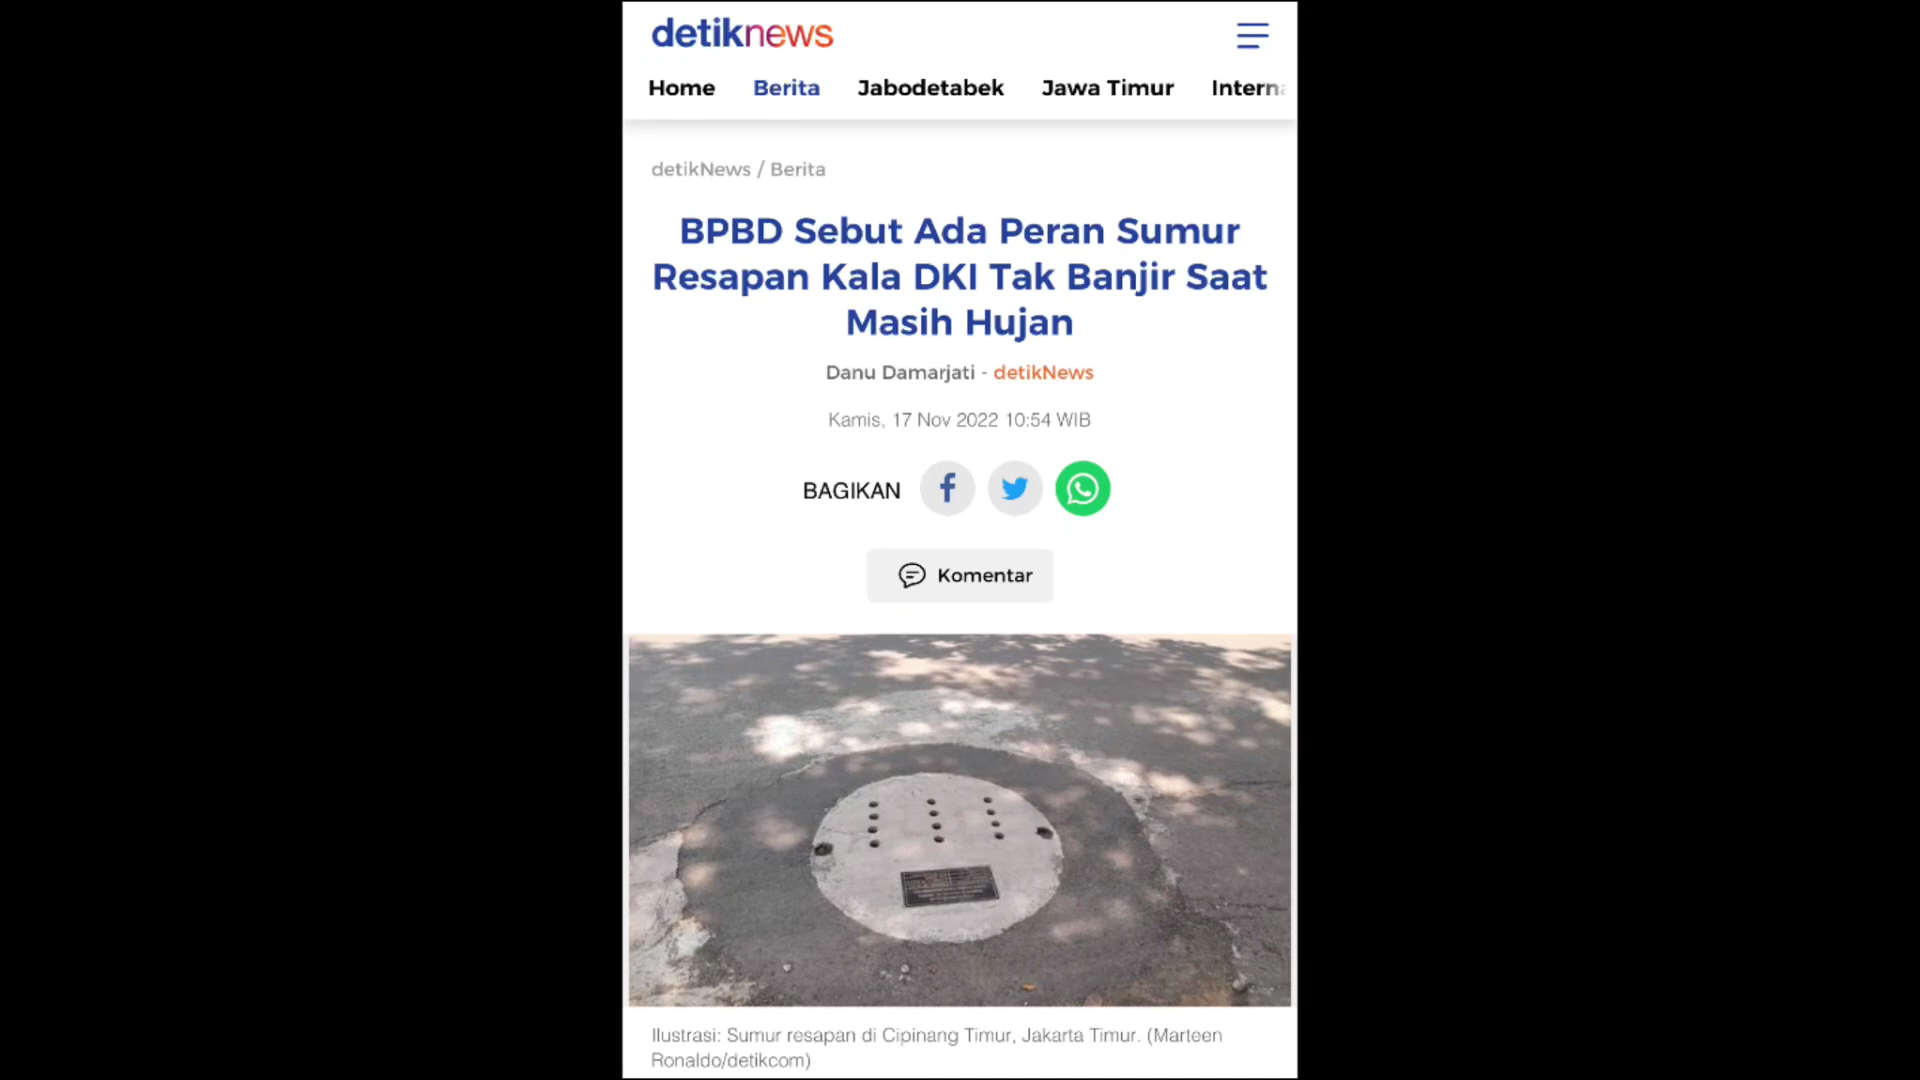 detiknews
Home Berita Jabodetabek Jawa Timur Interna
detikNews / Berita
BPBD Sebut Ada Peran Sumur
Resapan Kala DKI Tak Banjir Saat
Masih Hujan
Danu Damarjati - detikNews
Kamis, 17 Nov 2022 10:54 WIB
BAGIKAN
Komentar
Ilustrasi: Sumur resapan di Cipinang Timur, Jakarta Timur. (Marteen
Ronaldo/detikcom)